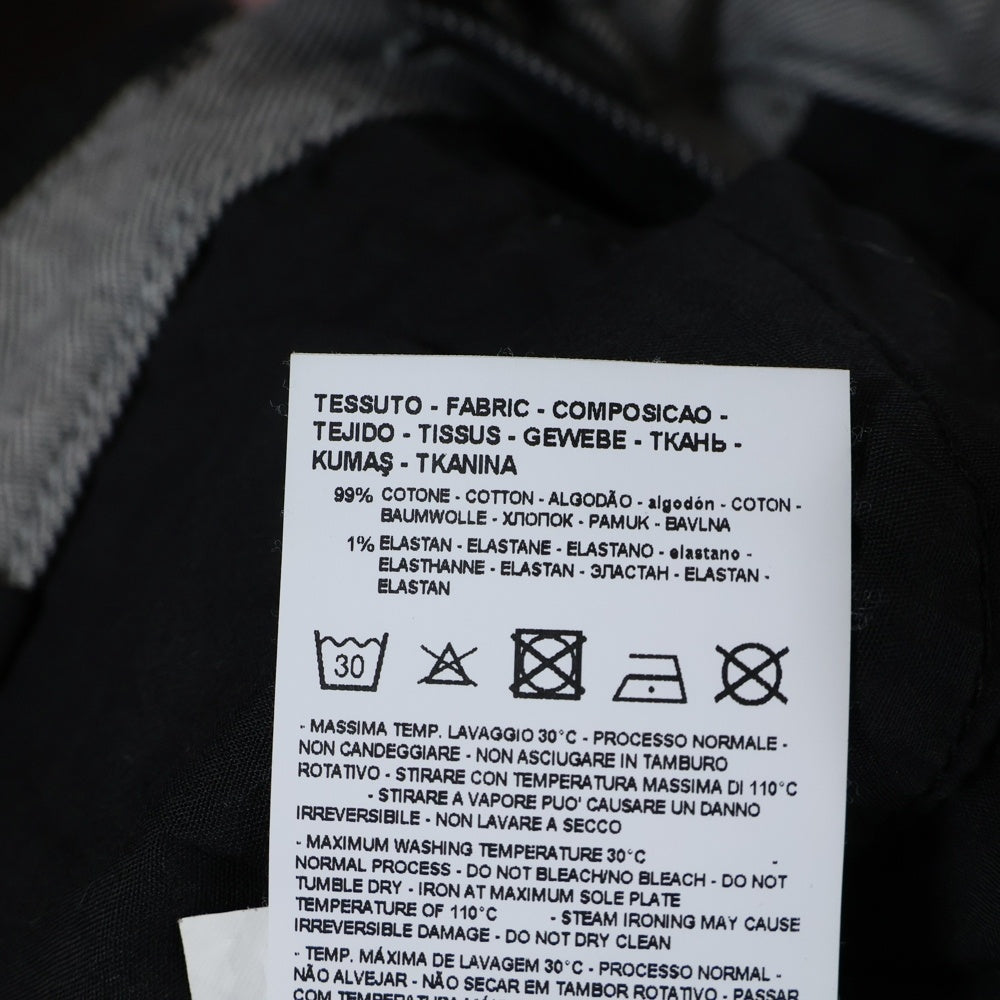 TESSUTO - FABRIC - COMPOSICAO -
TEJIDO - TISSUS - GEWEBE - ТКАНЬ -
KUMAŞ - TKANINA
99% COTONE - COTTON - ALGODÃO - algodón - COTON -
BAUMWOLLE - ХЛОПОК - PAMUK - BAVLNA
1% ELASTAN - ELASTANE - ELASTANO - elastano -
ELASTHANNE - ELASTAN - ЭЛАСТАН - ELASTAN -
ELASTAN
30
- MASSIMA TEMP. LAVAGGIO 30°C - PROCESSO NORMALE -
NON CANDEGGIARE - NON ASCIUGARE IN TAMBURO
ROTATIVO - STIRARE CON TEMPERATURA MASSIMA DI 110°C
- STIRARE A VAPORE PUO' CAUSARE UN DANNO
IRREVERSIBILE - NON LAVARE A SECCO
- MAXIMUM WASHING TEMPERATURE 30°C -
NORMAL PROCESS - DO NOT BLEACH/NO BLEACH - DO NOT
TUMBLE DRY - IRON AT MAXIMUM SOLE PLATE
TEMPERATURE OF 110°C - STEAM IRONING MAY CAUSE
IRREVERSIBLE DAMAGE - DO NOT DRY CLEAN
- TEMP. MÁXIMA DE LAVAGEM 30°C - PROCESSO NORMAL -
NÃO ALVEJAR - NÃO SECAR EM TAMBOR ROTATIVO - PASSAR
COM TEMPERATURA